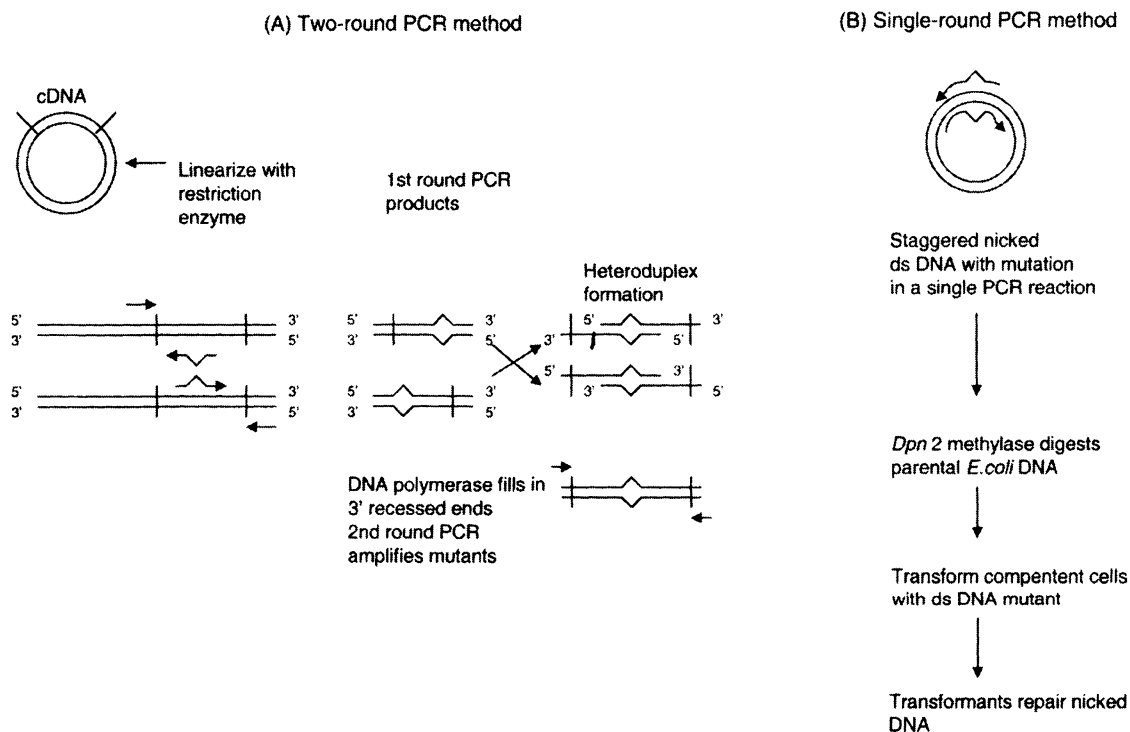 (A) Two-round PCR method
cDNA
Linearize with
restriction
enzyme
1st round PCR
products
Heteroduplex
formation
5' 3'
3' 5'
5' 3'
3' 5'
5' 3'
3' 5'
5' 3'
3' 5'
5' 3'
3' 5'
5' 3'
3' 5'
DNA polymerase fills in
3' recessed ends
2nd round PCR
amplifies mutants
(B) Single-round PCR method
Staggered nicked
ds DNA with mutation
in a single PCR reaction
Dpn 2 methylase digests
parental E.coli DNA
Transform compentent cells
with ds DNA mutant
Transformants repair nicked
DNA